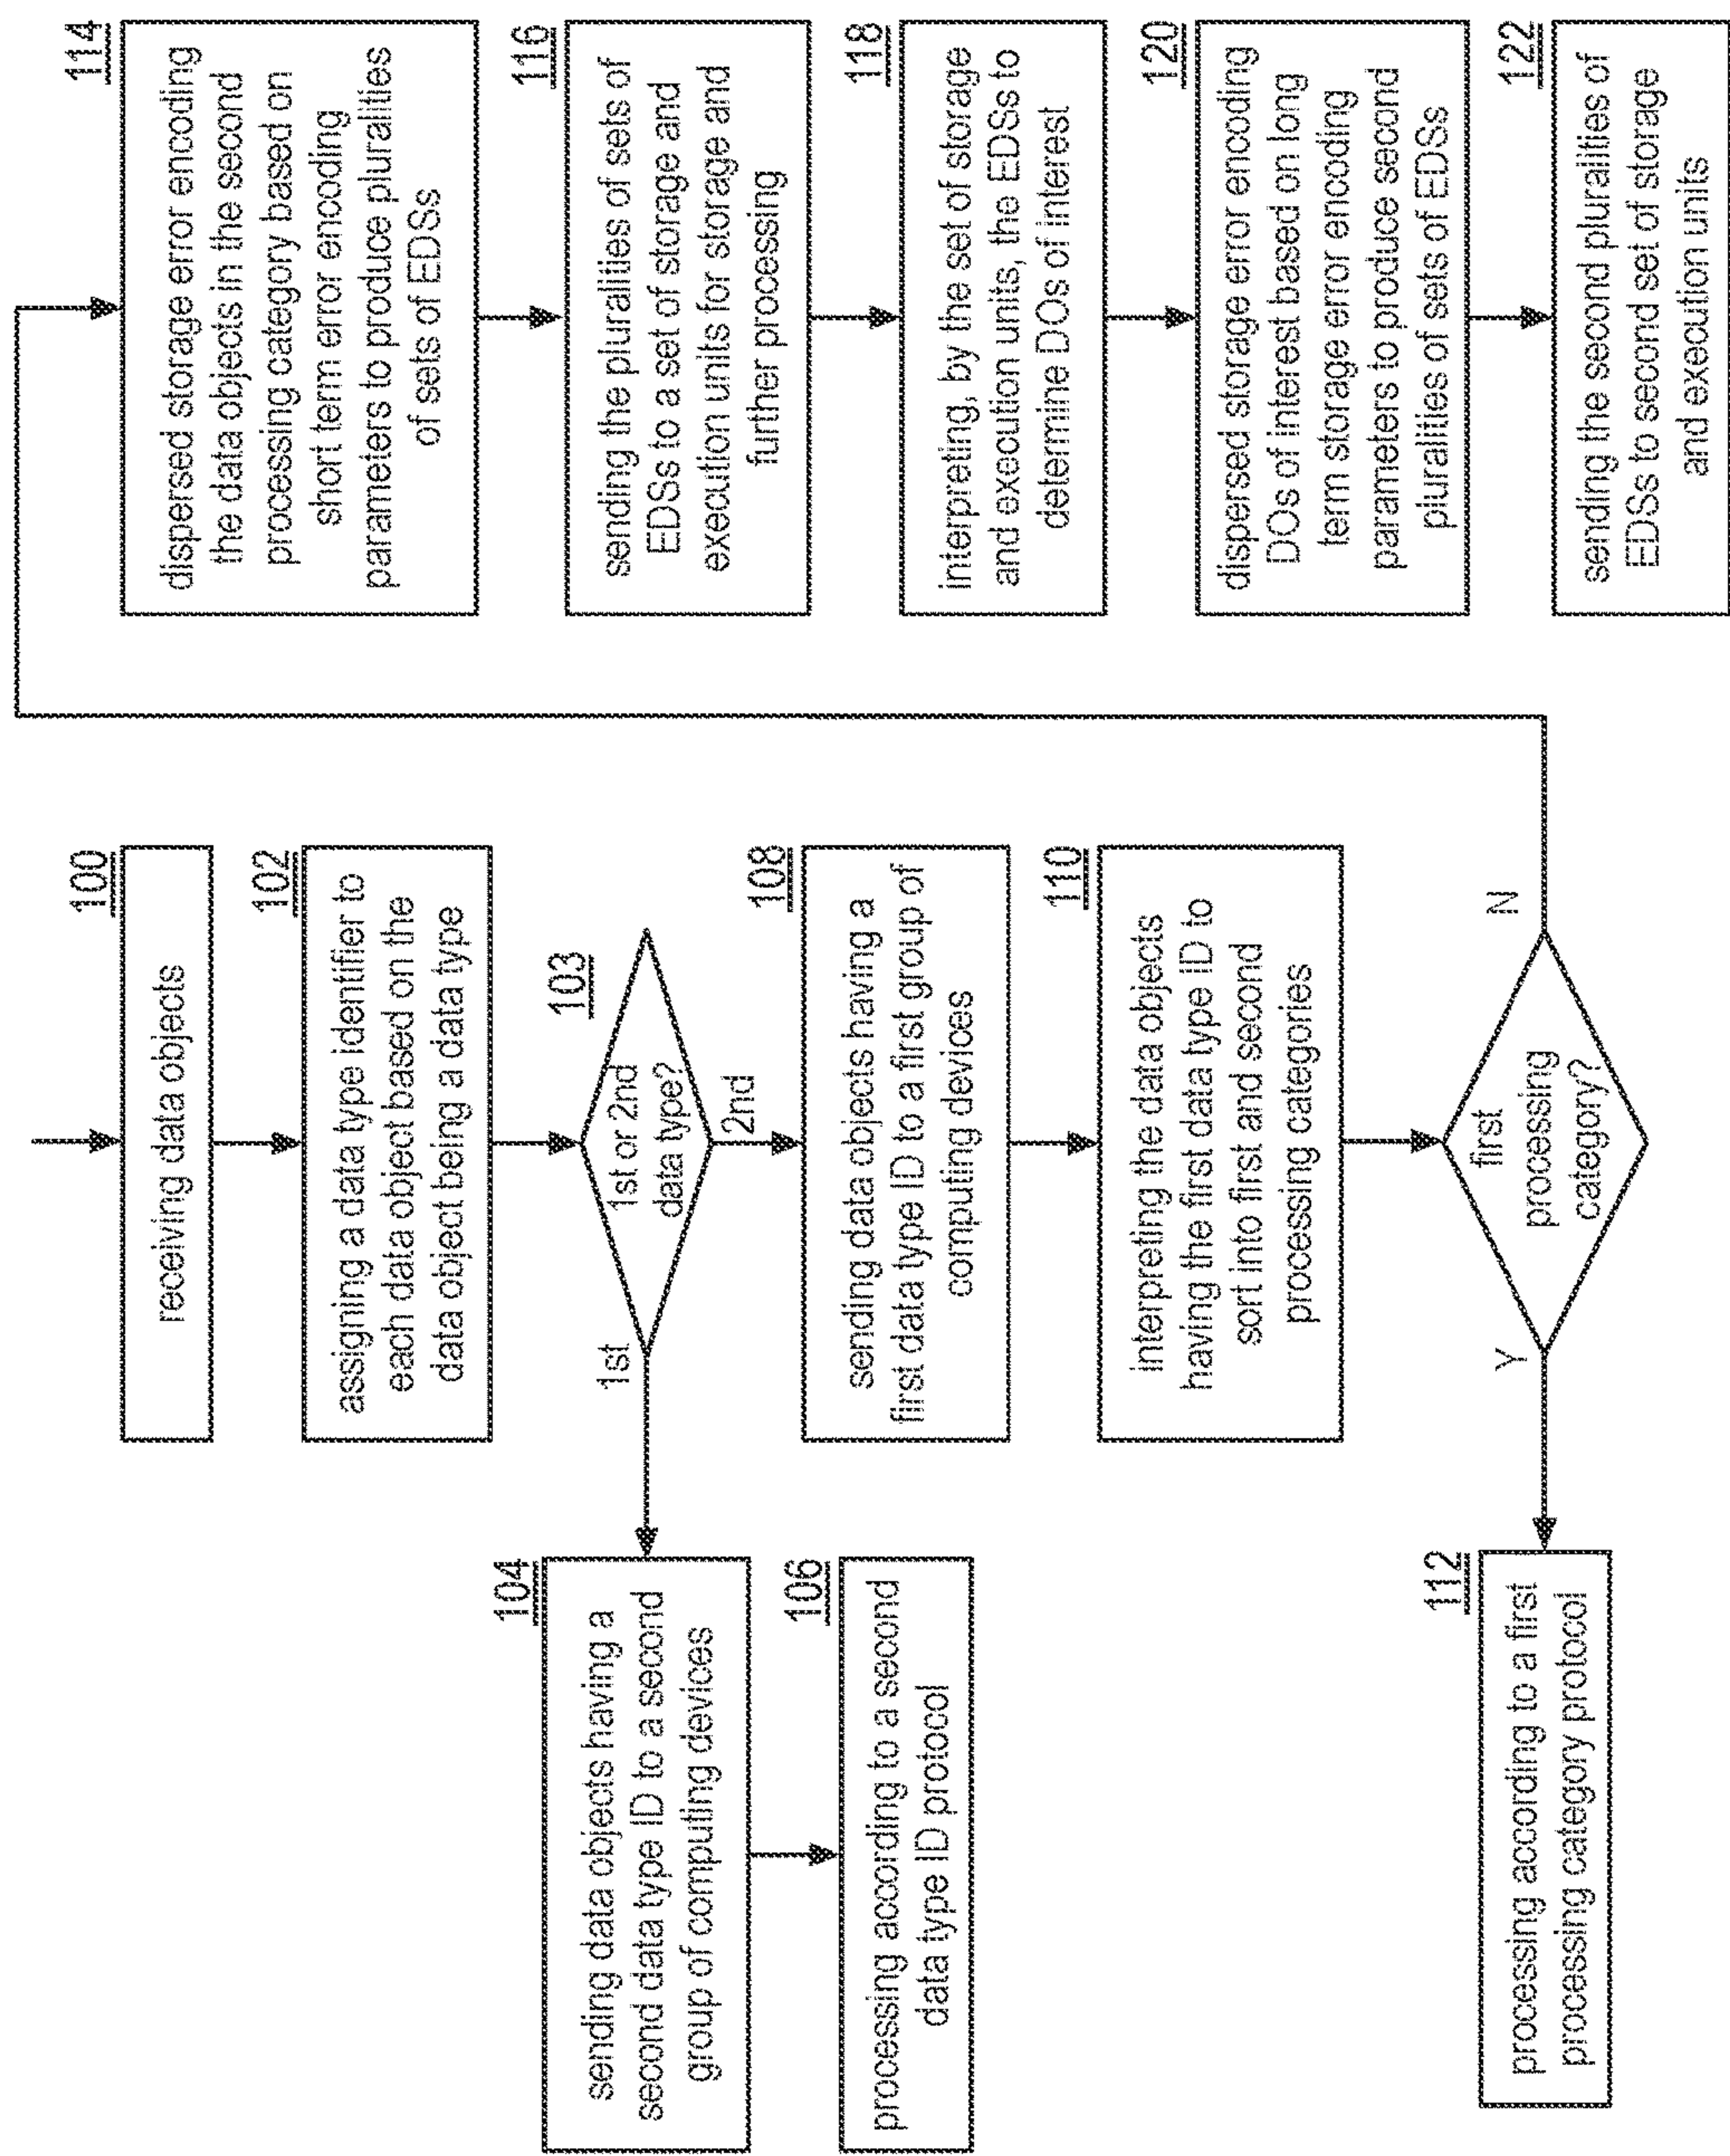 100
receiving data objects
102
assigning a data type identifier to
each data object based on the
data object being a data type
103
1st or 2nd
data type?
1st
2nd
104
sending data objects having a
second data type ID to a second
group of computing devices
106
processing according to a second
data type ID protocol
108
sending data objects having a
first data type ID to a first group of
computing devices
110
interpreting the data objects
having the first data type ID to
sort into first and second
processing categories
first
processing
category?
Y
N
112
processing according to a first
processing category protocol
114
dispersed storage error encoding
the data objects in the second
processing category based on
short term error encoding
parameters to produce pluralities
of sets of EDSs
116
sending the pluralities of sets of
EDSs to a set of storage and
execution units for storage and
further processing
118
interpreting, by the set of storage
and execution units, the EDSs to
determine DOs of interest
120
dispersed storage error encoding
DOs of interest based on long
term storage error encoding
parameters to produce second
pluralities of sets of EDSs
122
sending the second pluralities of
EDSs to second set of storage
and execution units